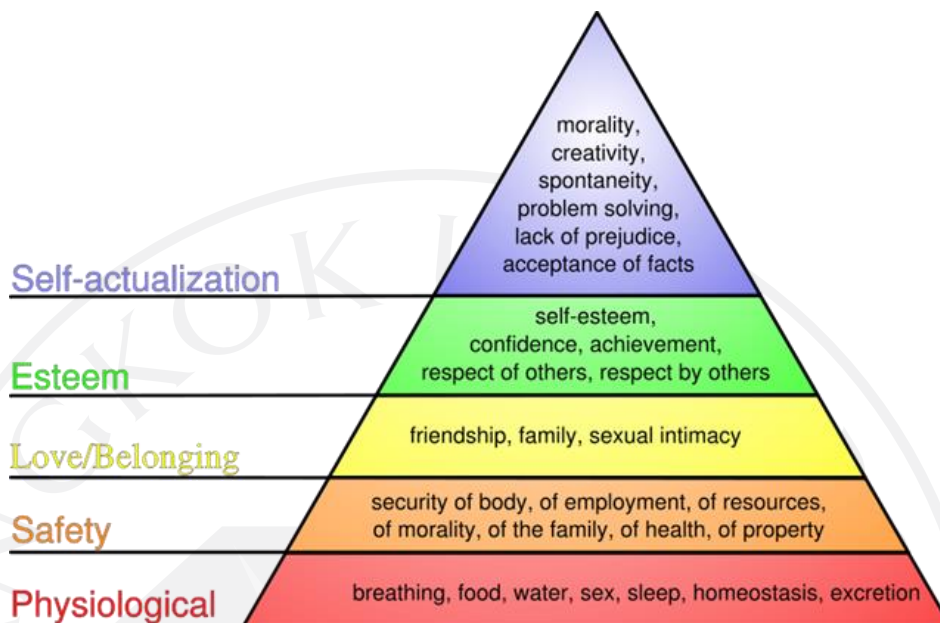 morality,
creativity,
spontaneity,
problem solving,
lack of prejudice,
acceptance of facts
Self-actualization
self-esteem,
confidence, achievement,
respect of others, respect by others
Esteem
friendship, family, sexual intimacy
Love/Belonging
security of body, of employment, of resources,
of morality, of the family, of health, of property
Safety
breathing, food, water, sex, sleep, homeostasis, excretion
Physiological